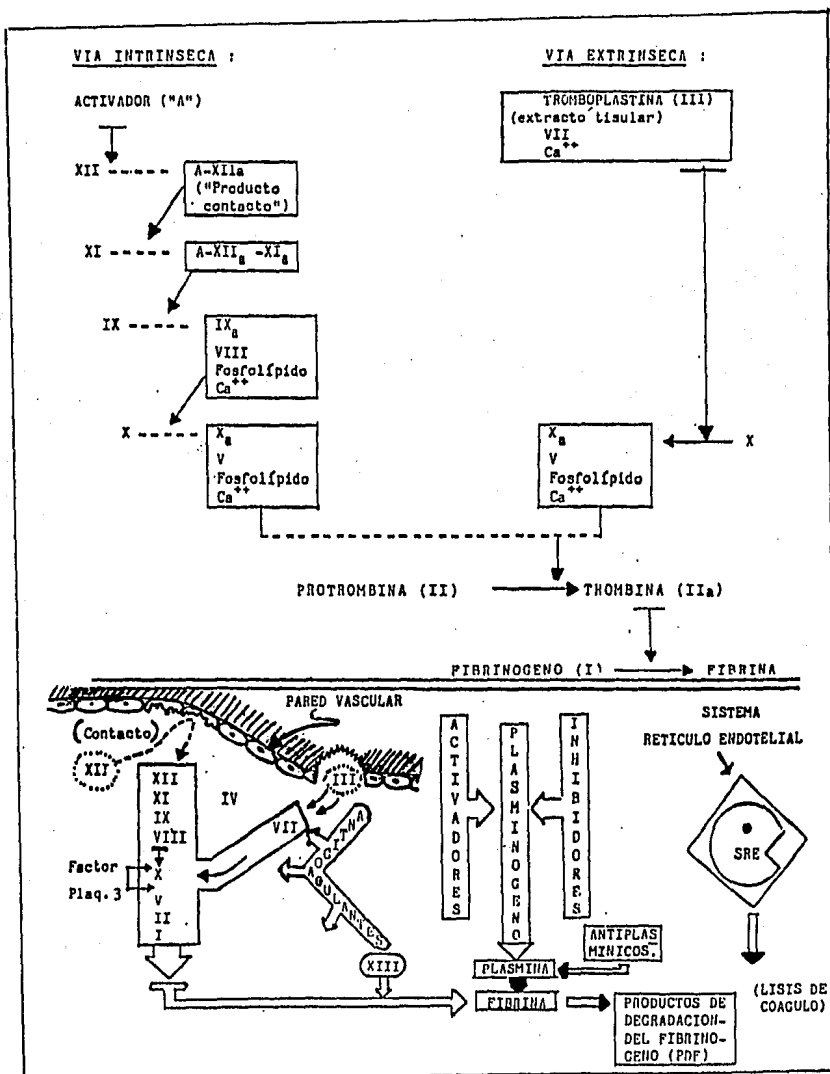 VIA INTRINSECA :
VIA EXTRINSECA :
ACTIVADOR ("A")
TROMBOPLASTINA (III)
(extracto tisular)
VII
Ca++
XII
A-XIIa
("Producto
contacto")
XI
A-XIIa -XIa
IX
IXa
VIII
Fosfolípido
Ca++
X
Xa
V
Fosfolípido
Ca++
Xa
V
Fosfolípido
Ca++
X
PROTROMBINA (II)
THOMBINA (IIa)
FIBRINOGENO (I)
FIBRINA
PARED VASCULAR
(Contacto)
XII
III
XII
XI
IX
VIII
X
V
II
I
IV
VII
Factor
Plaq.3
XIII
ACTIVADORES
PLASMINOGENO
INHIBIDORES
ANTIPLAS
MINICOS.
PLASMINA
FIBRINA
PRODUCTOS DE
DEGRADACION-
DEL FIBRINO-
GENO (PDF)
SISTEMA
RETICULO ENDOTELIAL
SRE
(LISIS DE
COAGULO)